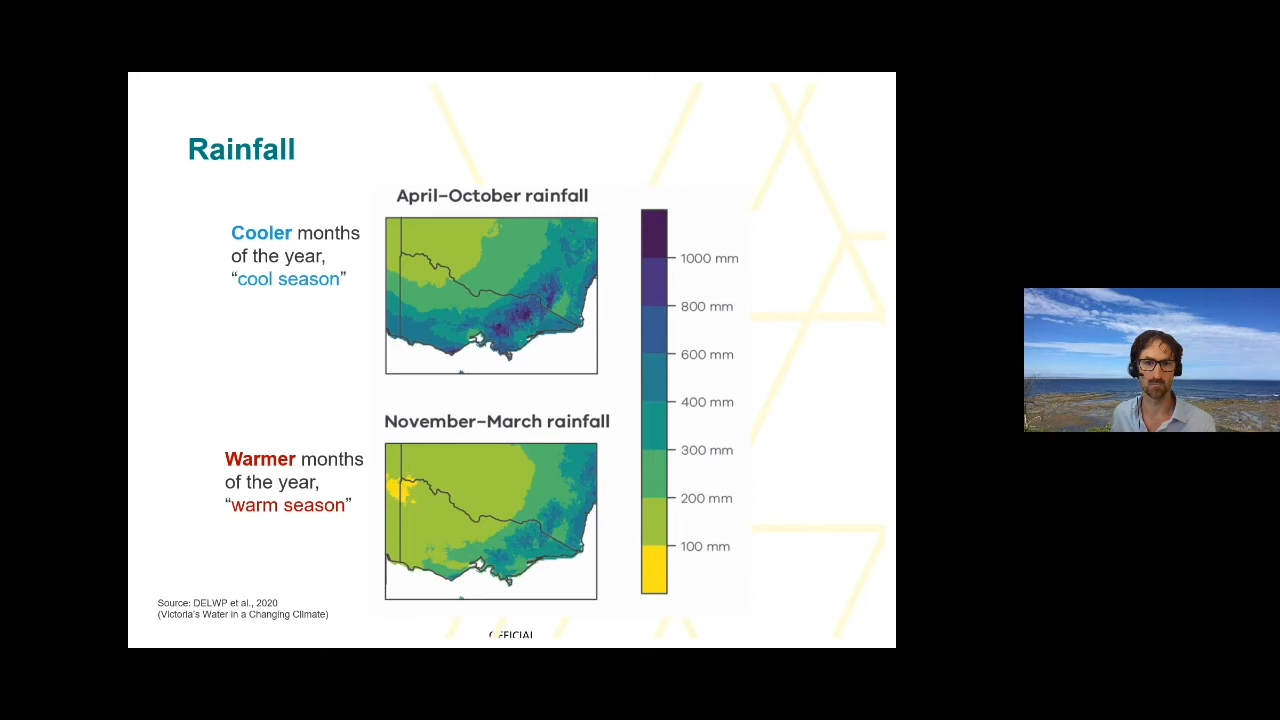 Rainfall
April–October rainfall
Cooler months
of the year,
“cool season”
1000 mm
800 mm
600 mm
400 mm
300 mm
200 mm
100 mm
November–March rainfall
Warmer months
of the year,
“warm season”
Source: DELWP et al., 2020
(Victoria’s Water in a Changing Climate)
OFFICIAL